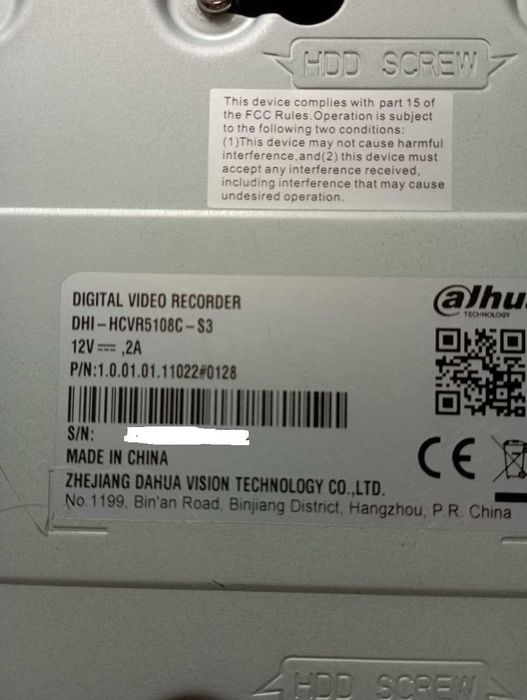 HDD SCREW
This device complies with part 15 of
the FCC Rules.Operation is subject
to the following two conditions:
(1)This device may not cause harmful
interference,and(2) this device must
accept any interference received,
including interference that may cause
undesired operation.
DIGITAL VIDEO RECORDER
DHI-HCVR5108C-S3
12V⎓,2A
P/N:1.0.01.01.11022#0128
S/N:
MADE IN CHINA
ZHEJIANG DAHUA VISION TECHNOLOGY CO.,LTD.
No.1199, Bin'an Road, Binjiang District, Hangzhou, P.R. China
alhu
TECHNOLOGY
CE
HDD SCREW